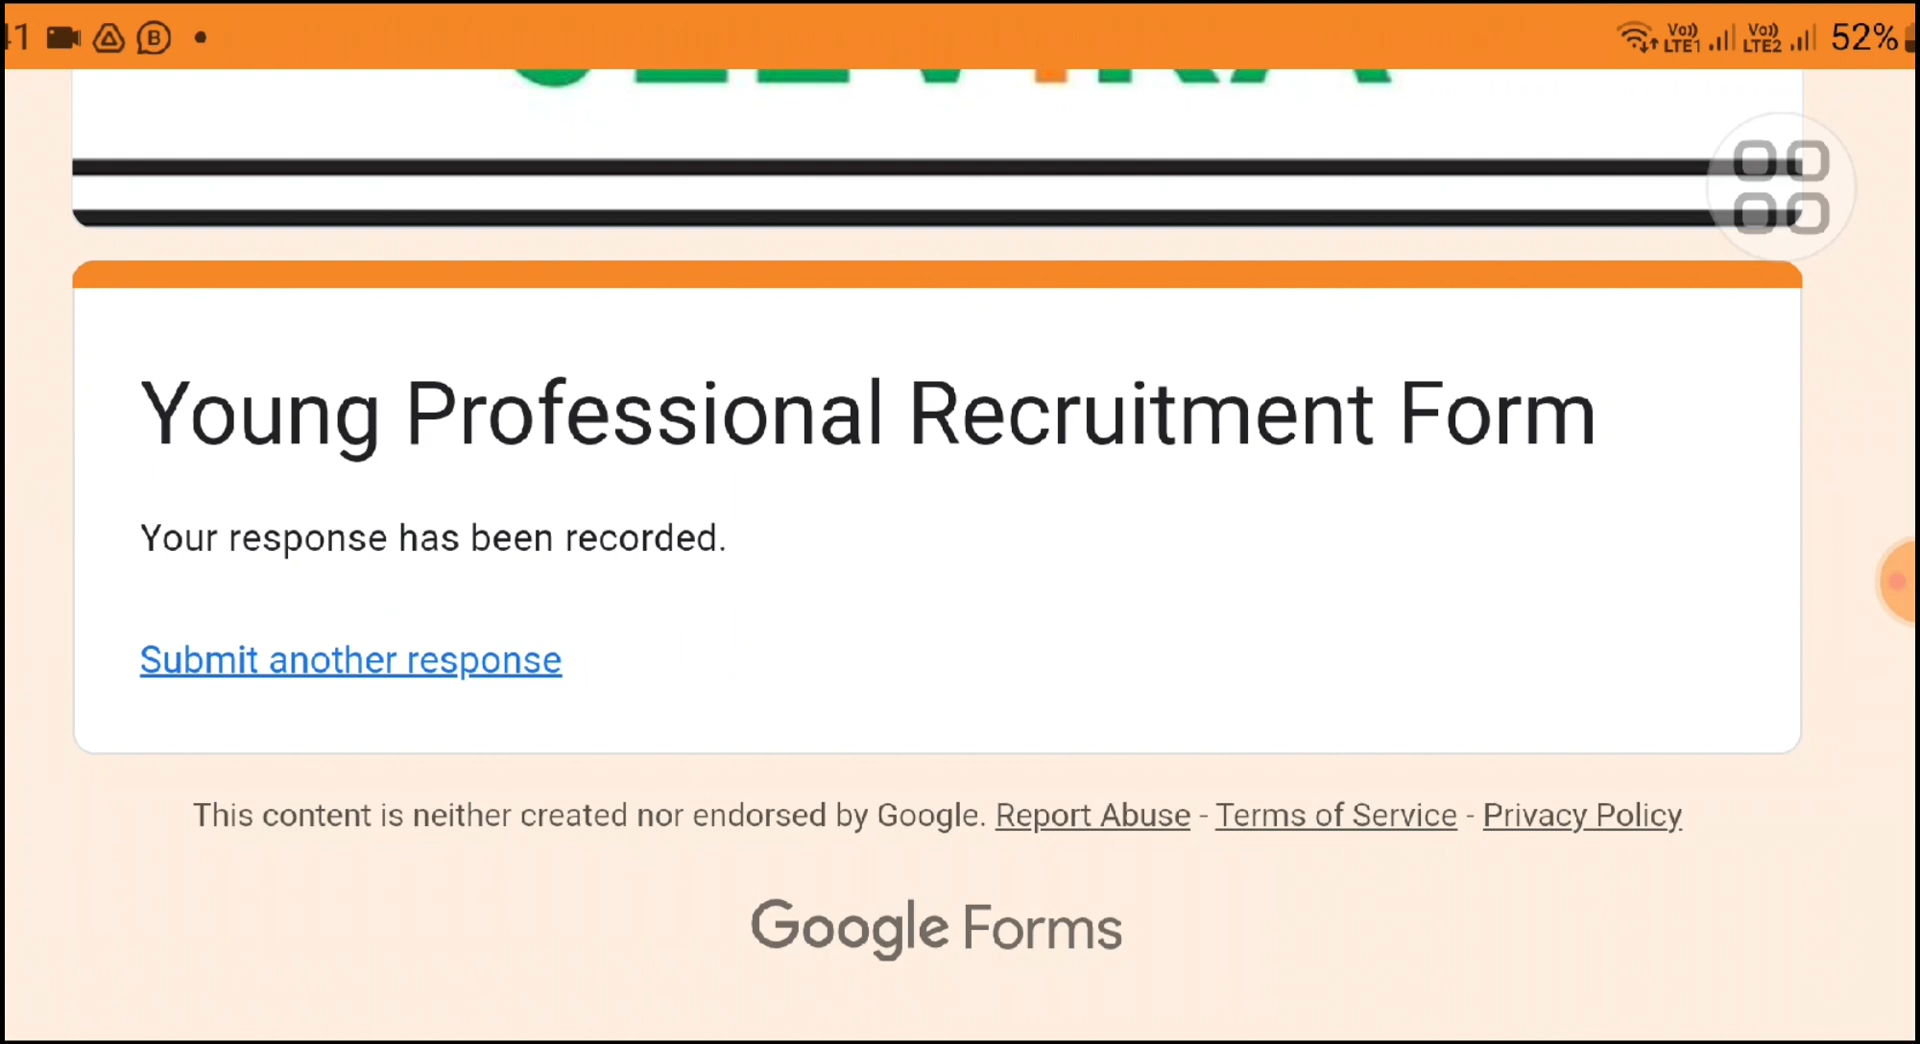 52%
Young Professional Recruitment Form
Your response has been recorded.
Submit another response
This content is neither created nor endorsed by Google. Report Abuse - Terms of Service - Privacy Policy
Google Forms